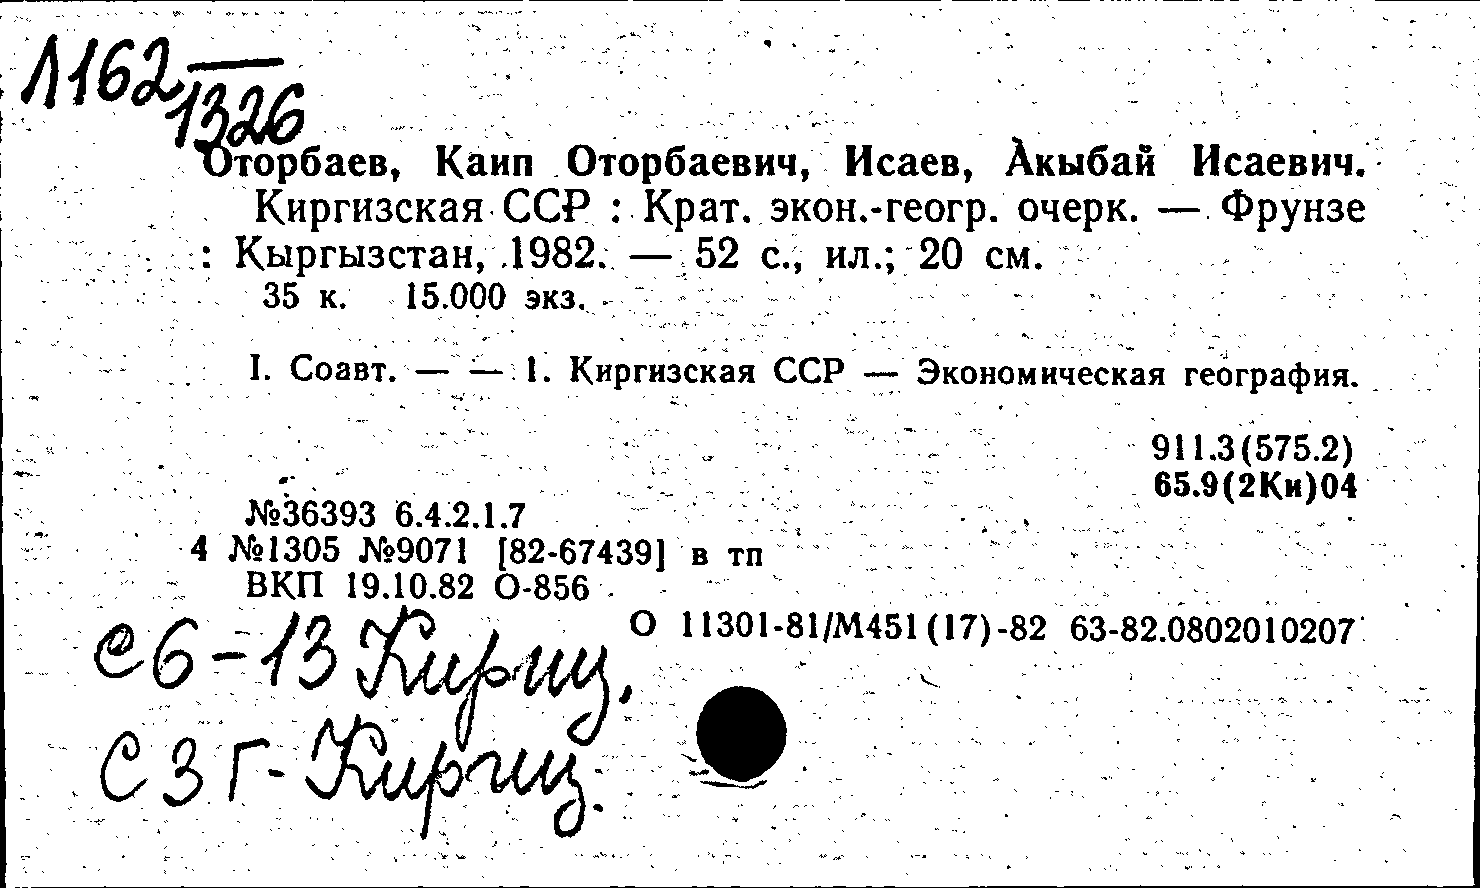 Л162
1326
Оторбаев, Каип Оторбаевич, Исаев, Акыбай Исаевич.
Киргизская ССР : Крат. экон.-геогр. очерк. — Фрунзе
: Кыргызстан, 1982. — 52 с., ил.; 20 см.
35 к. 15.000 экз.
I. Соавт. — — 1. Киргизская ССР — Экономическая география.
911.3(575.2)
65.9(2Ки)04
№36393 6.4.2.1.7
4 №1305 №9071 [82-67439] в тп
ВКП 19.10.82 О-856
О 11301-81/М451(17)-82 63-82.0802010207
С6-13 Киргиз.
С3г-Киргиз.